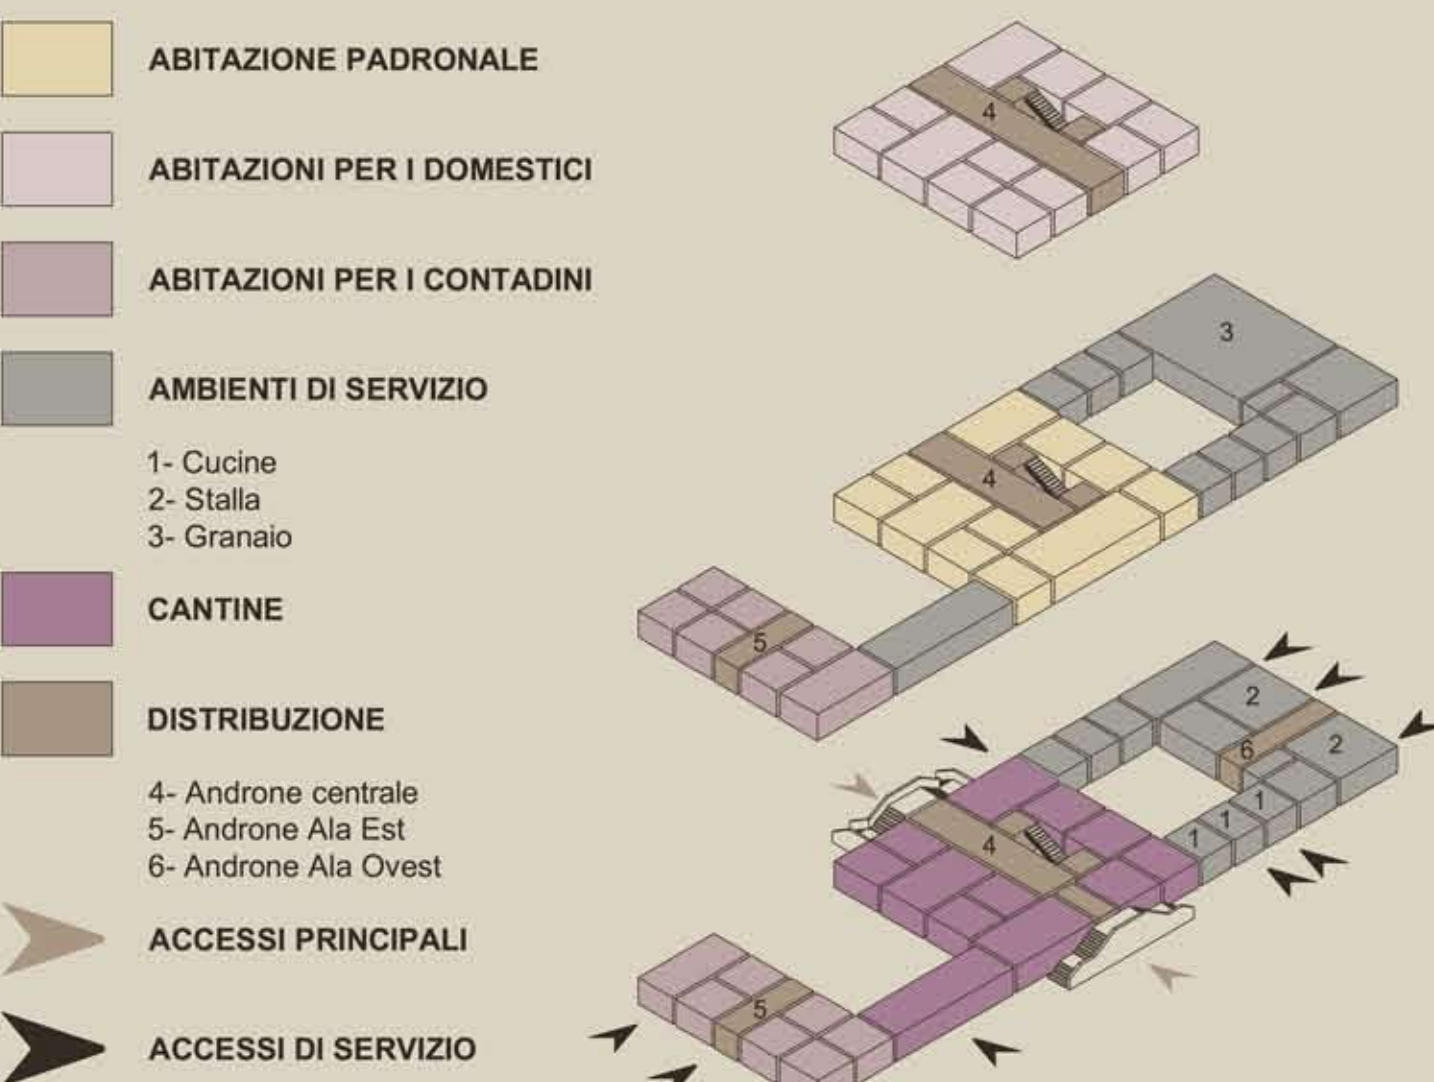 ABITAZIONE PADRONALE
ABITAZIONI PER I DOMESTICI
ABITAZIONI PER I CONTADINI
AMBIENTI DI SERVIZIO
1- Cucine
2- Stalla
3- Granaio
CANTINE
DISTRIBUZIONE
4- Androne centrale
5- Androne Ala Est
6- Androne Ala Ovest
ACCESSI PRINCIPALI
ACCESSI DI SERVIZIO
4
3
4
5
2
2
6
1
1
1
4
5